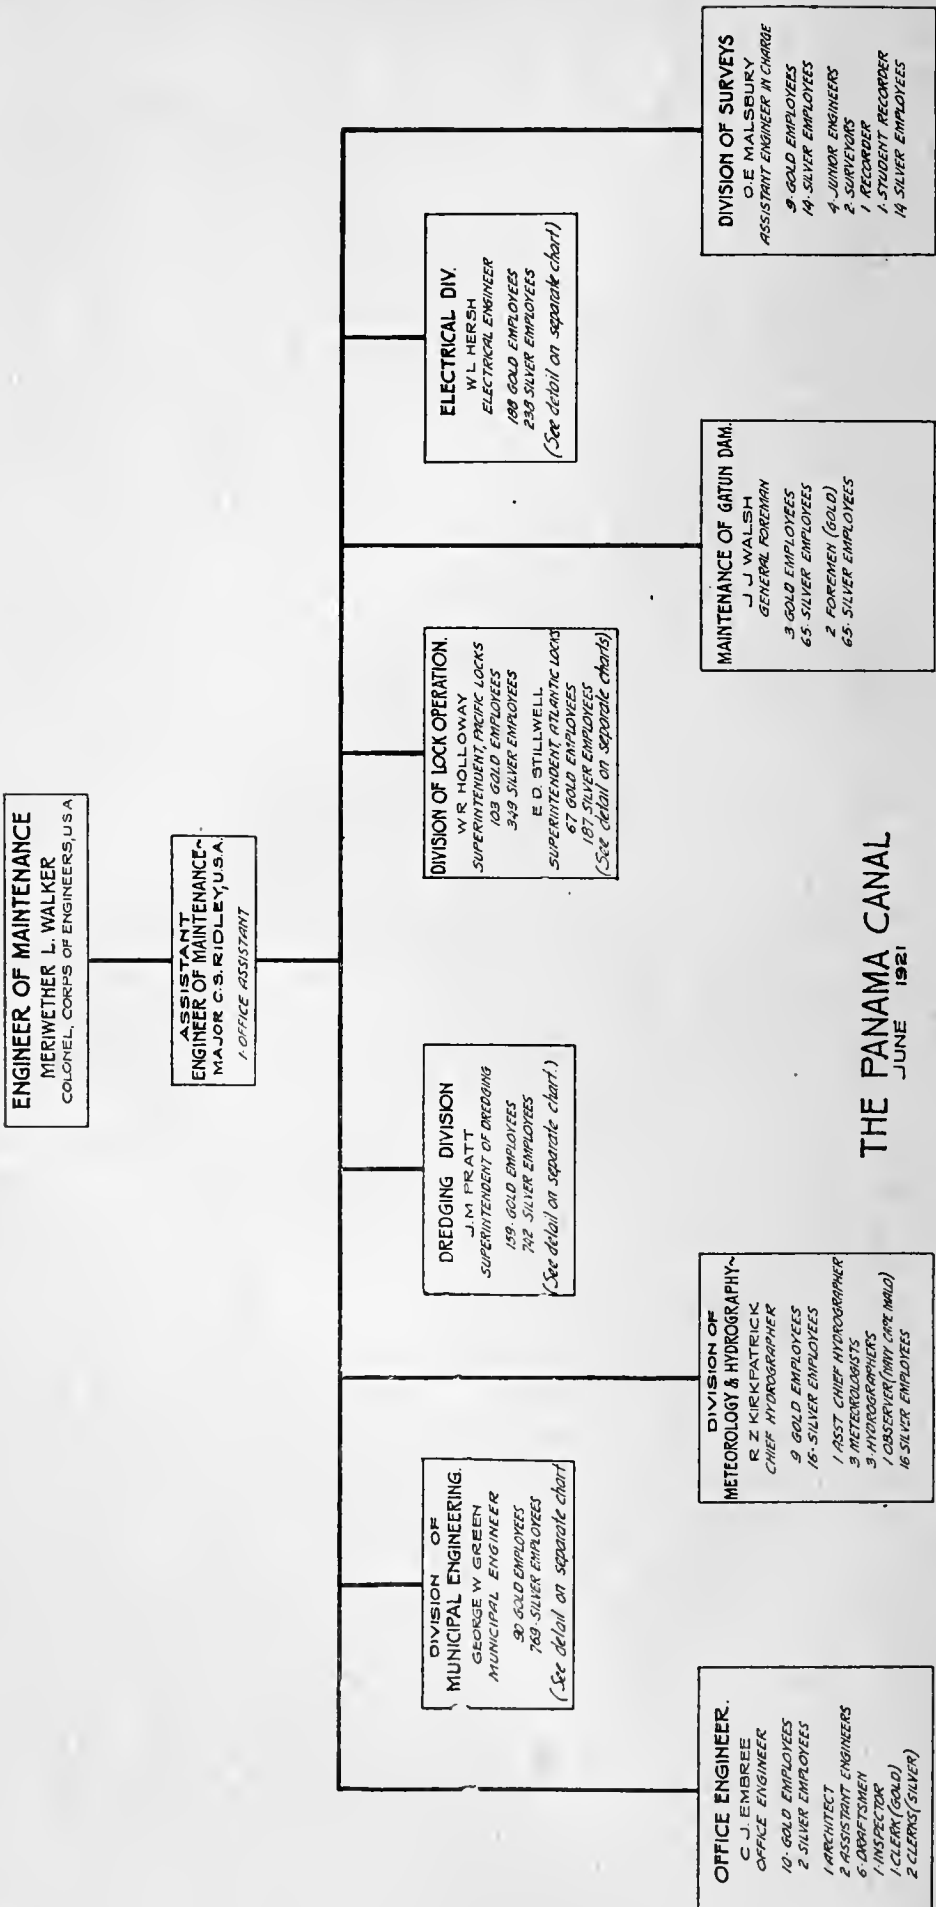 ENGINEER OF MAINTENANCE
MERIWETHER L. WALKER
COLONEL, CORPS OF ENGINEERS, U.S.A
ASSISTANT
ENGINEER OF MAINTENANCE~
MAJOR C.S. RIDLEY, U.S.A.
1-OFFICE ASSISTANT
DIVISION OF
MUNICIPAL ENGINEERING.
GEORGE W GREEN
MUNICIPAL ENGINEER
90 GOLD EMPLOYEES
769-SILVER EMPLOYEES
(See detail on separate chart
DREDGING DIVISION
J.M PRATT
SUPERINTENDENT OF DREDGING
159-GOLD EMPLOYEES
742 SILVER EMPLOYEES
(See detail on separate chart.)
DIVISION OF LOCK OPERATION.
W R HOLLOWAY
SUPERINTENDENT, PACIFIC LOCKS
103 GOLD EMPLOYEES
349 SILVER EMPLOYEES
E D. STILLWELL
SUPERINTENDENT, ATLANTIC LOCKS
67 GOLD EMPLOYEES
187 SILVER EMPLOYEES
(See detail on separate charts)
ELECTRICAL DIV.
W L HERSH
ELECTRICAL ENGINEER
188 GOLD EMPLOYEES
238 SILVER EMPLOYEES
(See detail on separate chart)
OFFICE ENGINEER.
C J. EMBREE
OFFICE ENGINEER
10-GOLD EMPLOYEES
2 SILVER EMPLOYEES
1 ARCHITECT
2 ASSISTANT ENGINEERS
6-DRAFTSMEN
1-INSPECTOR
1-CLERK (GOLD)
2 CLERKS (SILVER)
DIVISION OF
METEOROLOGY & HYDROGRAPHY~
R Z KIRKPATRICK
CHIEF HYDROGRAPHER
9 GOLD EMPLOYEES
16-SILVER EMPLOYEES
1 ASST CHIEF HYDROGRAPHER
3 METEOROLOGISTS
3-HYDROGRAPHERS
1 OBSERVER (NAVY CAPE MALO)
16 SILVER EMPLOYEES
MAINTENANCE OF GATUN DAM.
J J WALSH
GENERAL FOREMAN
3 GOLD EMPLOYEES
65-SILVER EMPLOYEES
2 FOREMEN (GOLD)
65-SILVER EMPLOYEES
DIVISION OF SURVEYS
O.E MALSBURY
ASSISTANT ENGINEER IN CHARGE
9-GOLD EMPLOYEES
14-SILVER EMPLOYEES
4-JUNIOR ENGINEERS
2-SURVEYORS
1 RECORDER
1-STUDENT RECORDER
14 SILVER EMPLOYEES
THE PANAMA CANAL
JUNE 1921